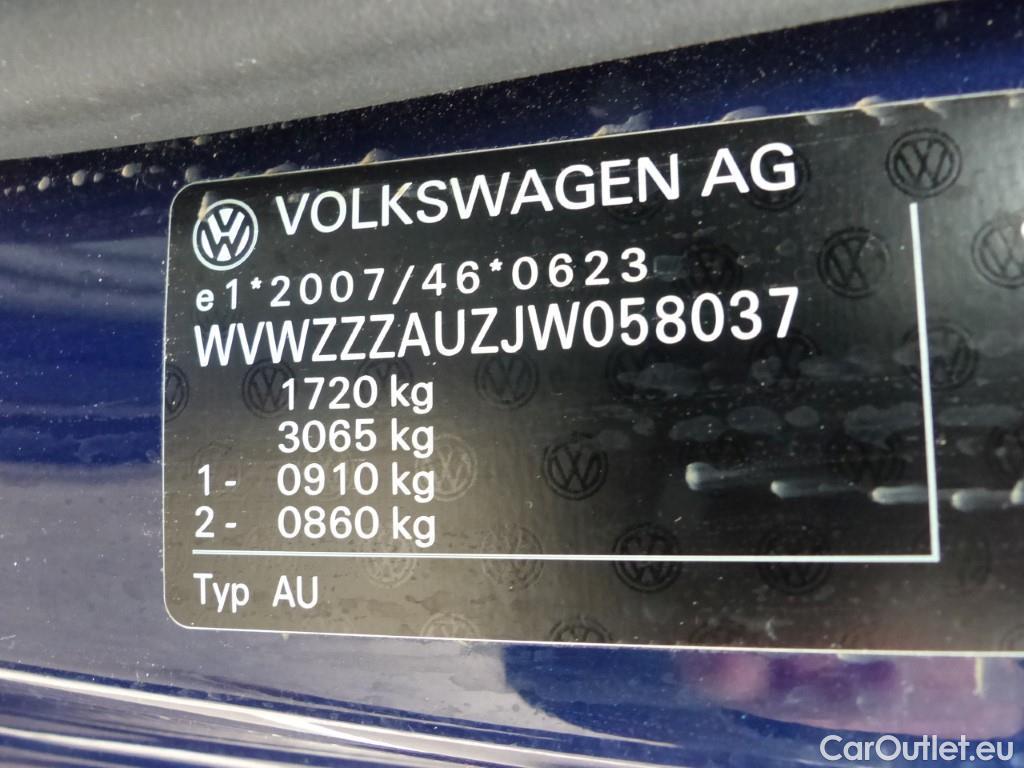 VOLKSWAGEN AG
e1*2007/46*0623
WVWZZZAUZJW058037
1720 kg
3065 kg
1- 0910 kg
2- 0860 kg
Typ AU
CarOutlet.eu